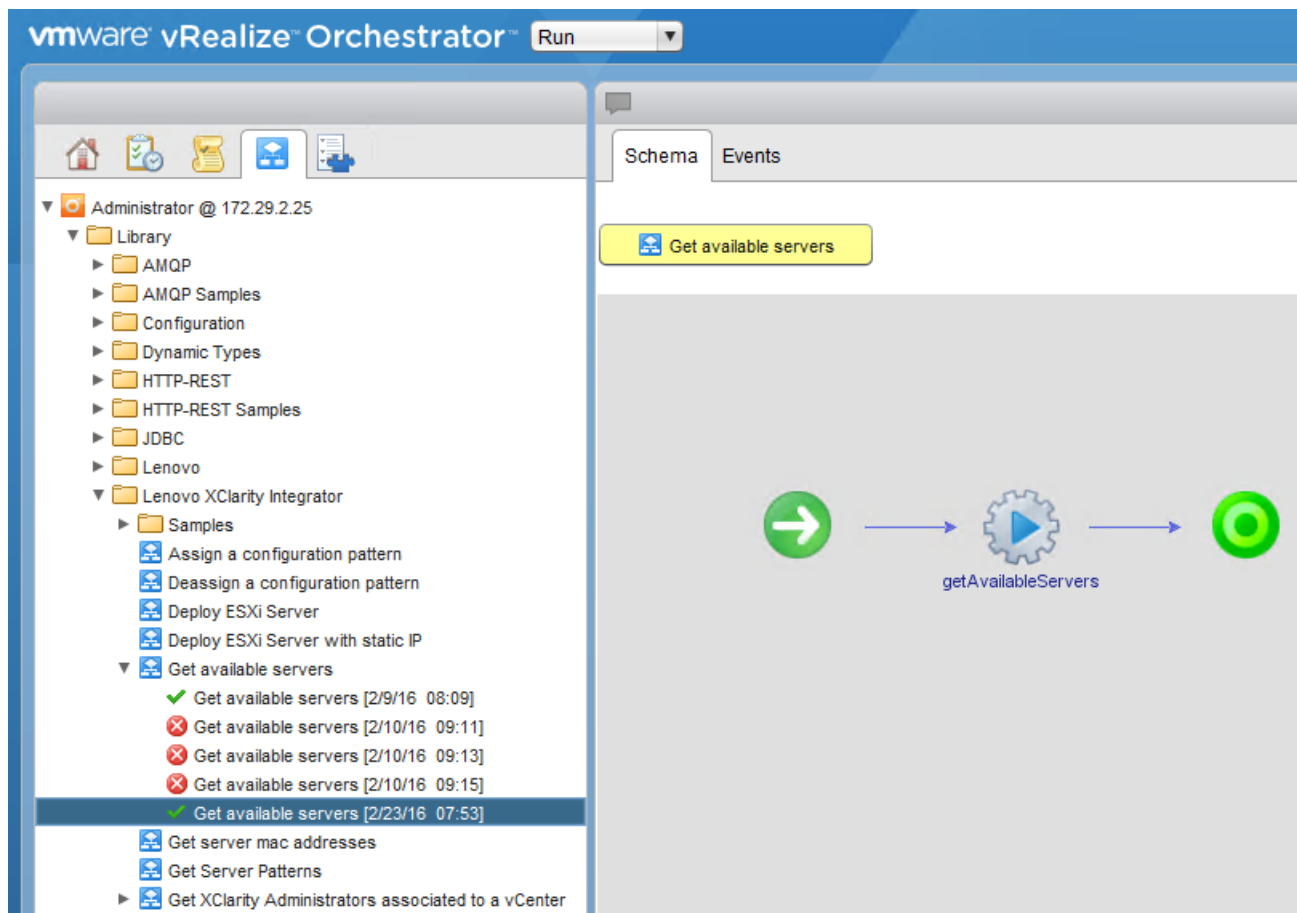 vmware® vRealize™ Orchestrator™ Run
Schema Events
Administrator @ 172.29.2.25
Library
AMQP
AMQP Samples
Configuration
Dynamic Types
HTTP-REST
HTTP-REST Samples
JDBC
Lenovo
Lenovo XClarity Integrator
Samples
Assign a configuration pattern
Deassign a configuration pattern
Deploy ESXi Server
Deploy ESXi Server with static IP
Get available servers
Get available servers [2/9/16 08:09]
Get available servers [2/10/16 09:11]
Get available servers [2/10/16 09:13]
Get available servers [2/10/16 09:15]
Get available servers [2/23/16 07:53]
Get server mac addresses
Get Server Patterns
Get XClarity Administrators associated to a vCenter
Get available servers
getAvailableServers